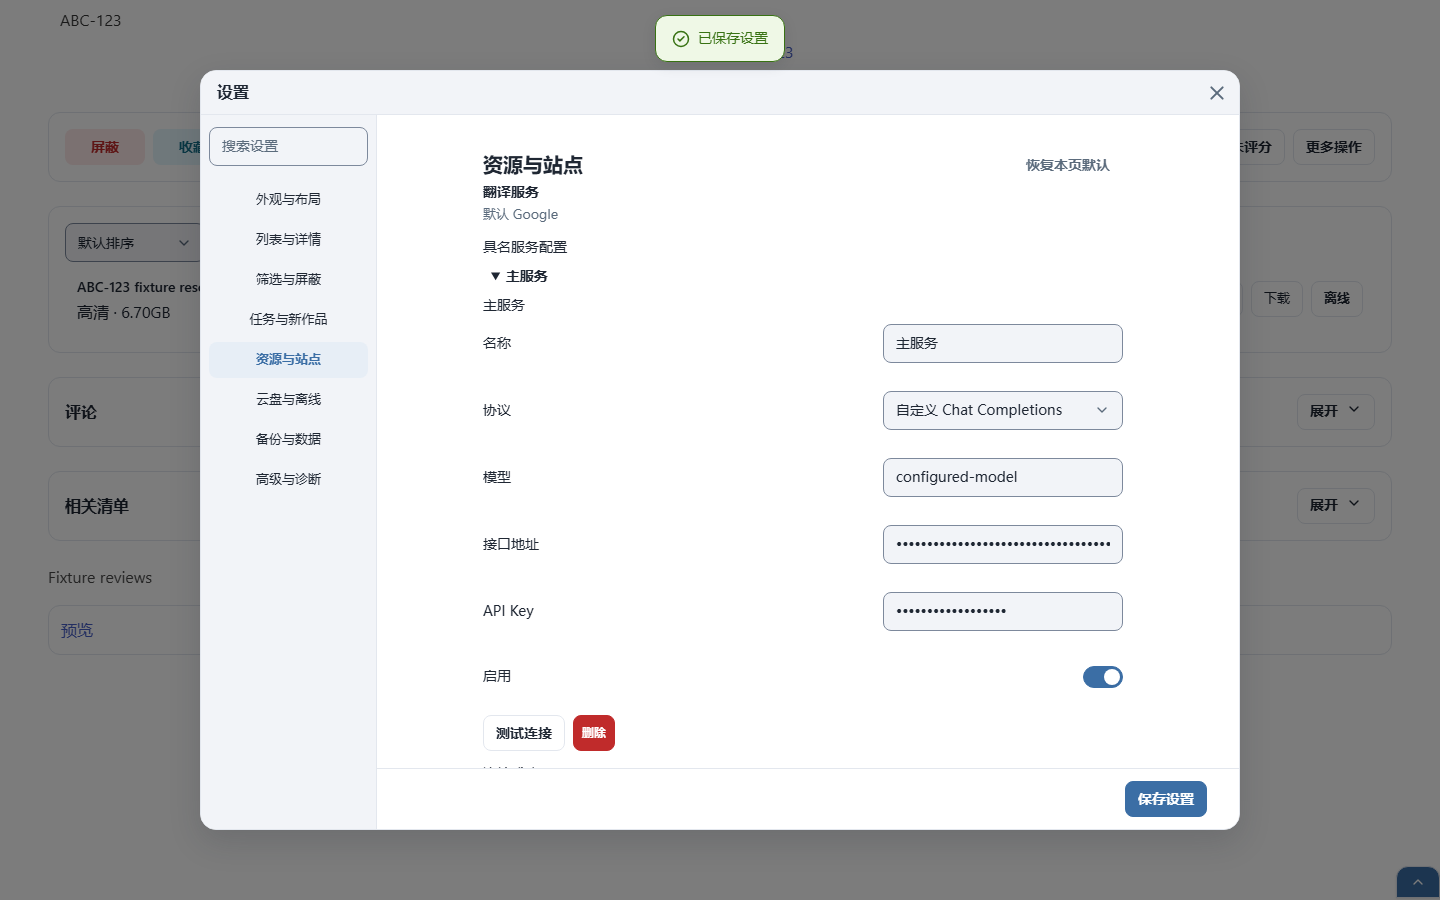 ABC-123
已保存设置
3
设置
屏蔽
收
评分
更多操作
搜索设置
外观与布局
列表与详情
筛选与屏蔽
任务与新作品
资源与站点
云盘与离线
备份与数据
高级与诊断
资源与站点
恢复本页默认
翻译服务
默认 Google
具名服务配置
▼ 主服务
主服务
名称
主服务
协议
自定义 Chat Completions
模型
configured-model
接口地址
•••••••••••••••••••••••••••••••••••
API Key
••••••••••••••••••
启用
测试连接
删除
保存设置
默认排序
ABC-123 fixture res
高清 · 6.70GB
下载
离线
评论
展开
相关清单
展开
Fixture reviews
预览